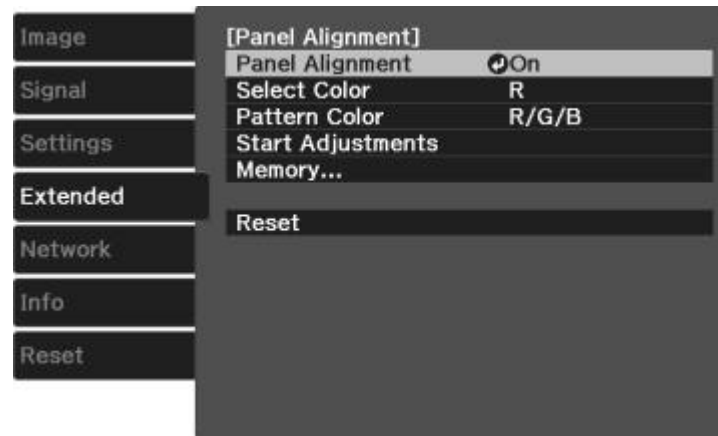 Image
Signal
Settings
Extended
Network
Info
Reset
[Panel Alignment]
Panel Alignment On
Select Color R
Pattern Color R/G/B
Start Adjustments
Memory...
Reset